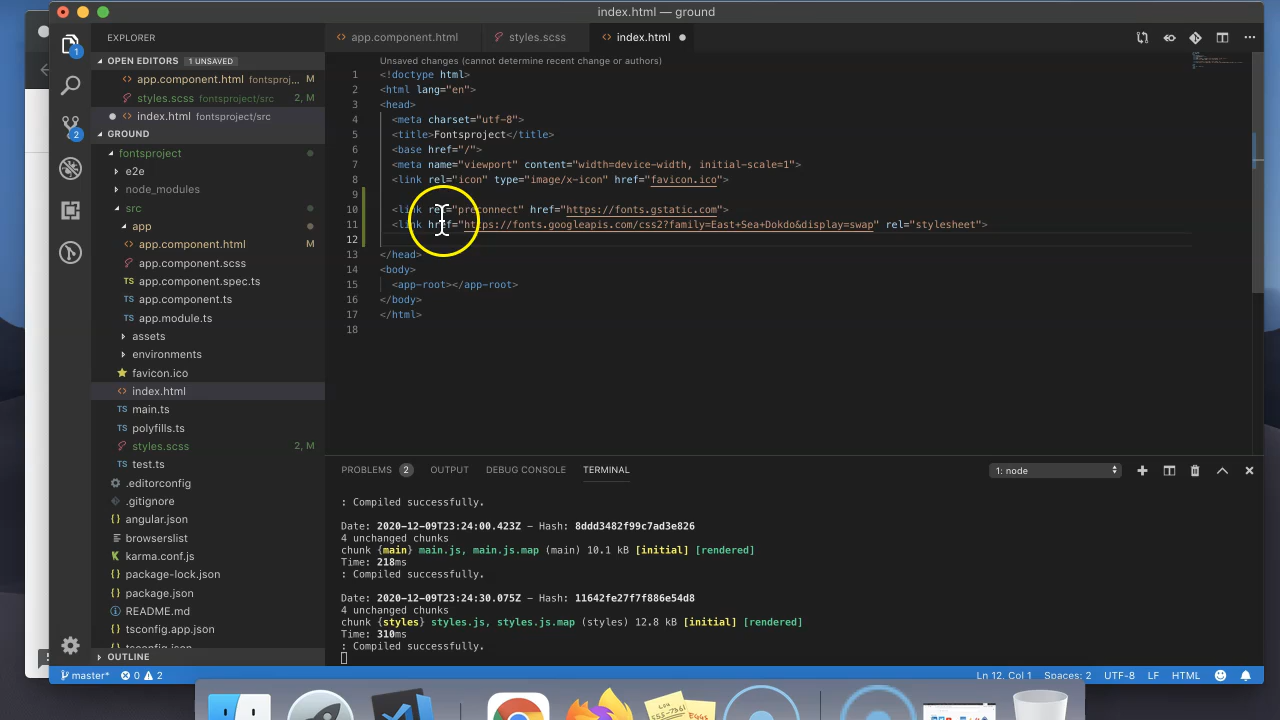 index.html — ground
EXPLORER
app.component.html
styles.scss
index.html
OPEN EDITORS
1 UNSAVED
app.component.html fontsproj... M
styles.scss fontsproject/src 2, M
index.html fontsproject/src
GROUND
fontsproject
e2e
node_modules
src
app
app.component.html M
app.component.scss
app.component.spec.ts
app.component.ts
app.module.ts
assets
environments
favicon.ico
index.html
TS main.ts
TS polyfills.ts
styles.scss 2, M
TS test.ts
.editorconfig
.gitignore
{} angular.json
browserslist
karma.conf.js
{} package-lock.json
{} package.json
README.md
{} tsconfig.app.json
OUTLINE
1
2
Unsaved changes (cannot determine recent change or authors)
1 <!doctype html>
2 <html lang="en">
3 <head>
4 <meta charset="utf-8">
5 <title>Fontsproject</title>
6 <base href="/">
7 <meta name="viewport" content="width=device-width, initial-scale=1">
8 <link rel="icon" type="image/x-icon" href="favicon.ico">
9
10 <link rel="preconnect" href="https://fonts.gstatic.com">
11 <link href="https://fonts.googleapis.com/css2?family=East+Sea+Dokdo&display=swap" rel="stylesheet">
12
13 </head>
14 <body>
15 <app-root></app-root>
16 </body>
17 </html>
18
PROBLEMS 2 OUTPUT DEBUG CONSOLE TERMINAL 1: node
: Compiled successfully.
Date: 2020-12-09T23:24:00.423Z - Hash: 8ddd3482f99c7ad3e826
4 unchanged chunks
chunk {main} main.js, main.js.map (main) 10.1 kB [initial] [rendered]
Time: 218ms
: Compiled successfully.
Date: 2020-12-09T23:24:30.075Z - Hash: 11642fe27f7f886e54d8
4 unchanged chunks
chunk {styles} styles.js, styles.js.map (styles) 12.8 kB [initial] [rendered]
Time: 310ms
: Compiled successfully.
master* 0 2
Ln 12, Col 1 Spaces: 2 UTF-8 LF HTML 2
EGGS